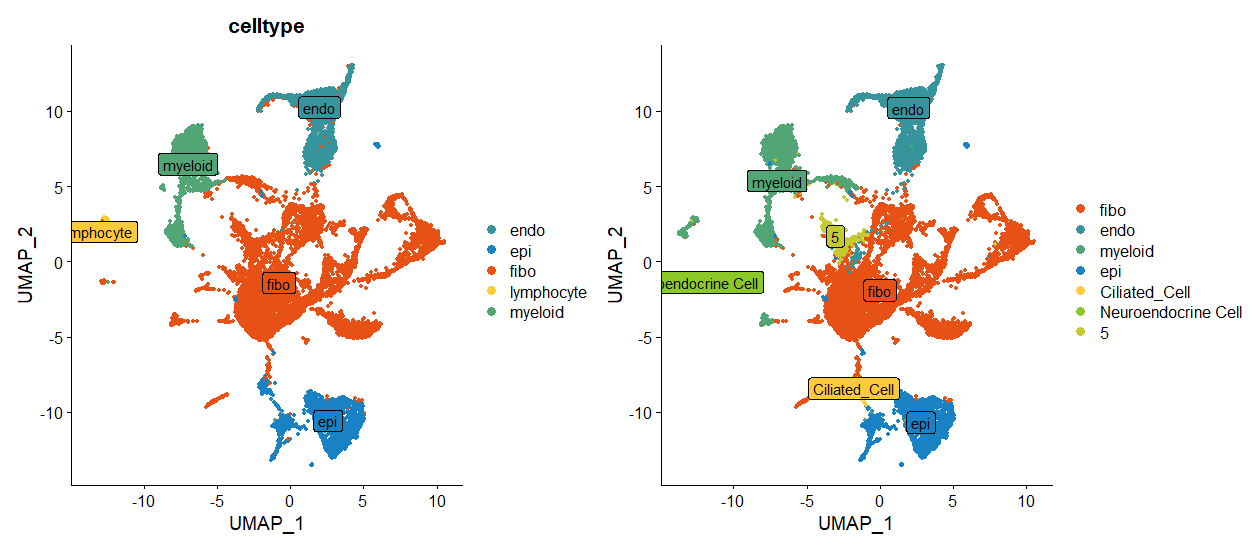 celltype
UMAP_2
10
5
0
-5
-10
-10
-5
0
5
10
UMAP_1
endo
myeloid
mphocyte
fibo
epi
endo
epi
fibo
lymphocyte
myeloid
UMAP_2
10
5
0
-5
-10
-10
-5
0
5
10
UMAP_1
endo
myeloid
5
oendocrine Cell
fibo
Ciliated_Cell
epi
fibo
endo
myeloid
epi
Ciliated_Cell
Neuroendocrine Cell
5